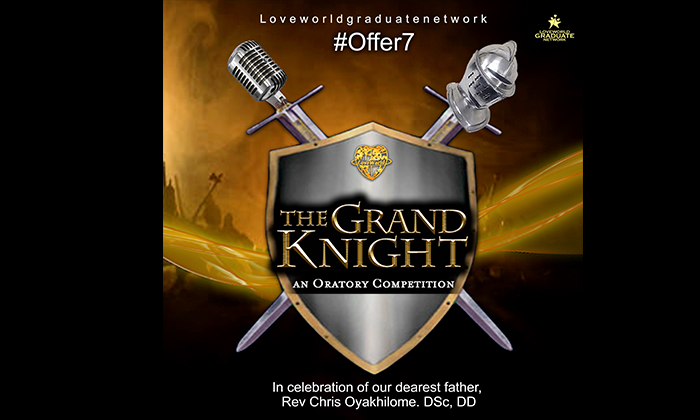 Loveworldgraduatenetwork
#Offer7
LOVEWORLD
GRADUATE
NETWORK
LoveWorld
THE GRAND
KNIGHT
AN ORATORY COMPETITION
In celebration of our dearest father,
Rev Chris Oyakhilome. DSc, DD